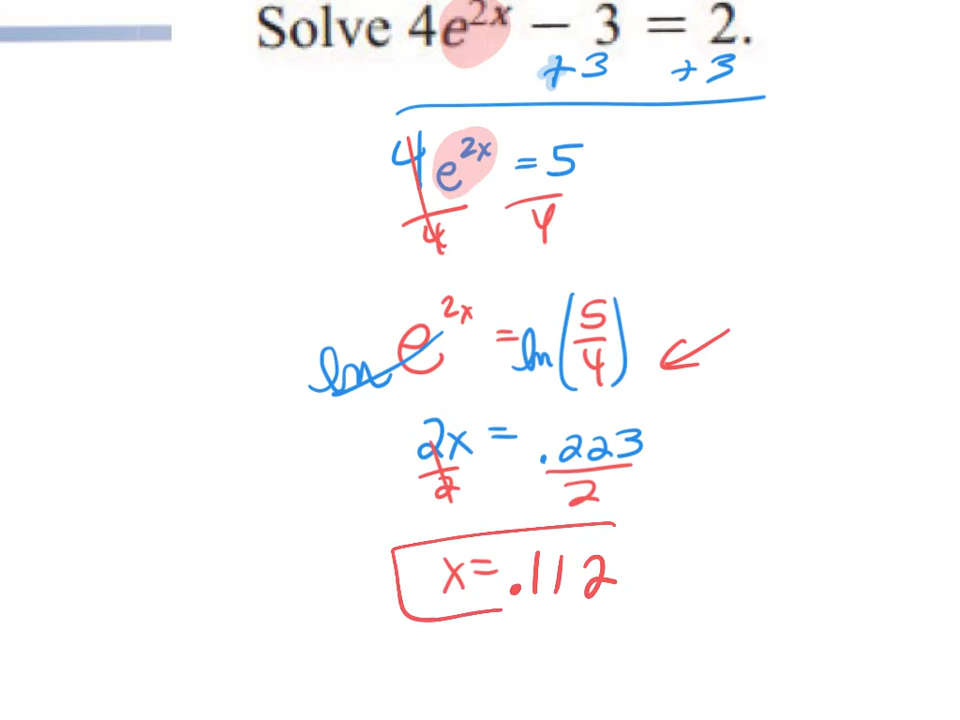 Solve 4e^{2x} − 3 = 2.
+3 +3
4e^{2x} = 5
4 4
ln e^{2x} = ln(5/4)
2x = .223
2 2
x = .112